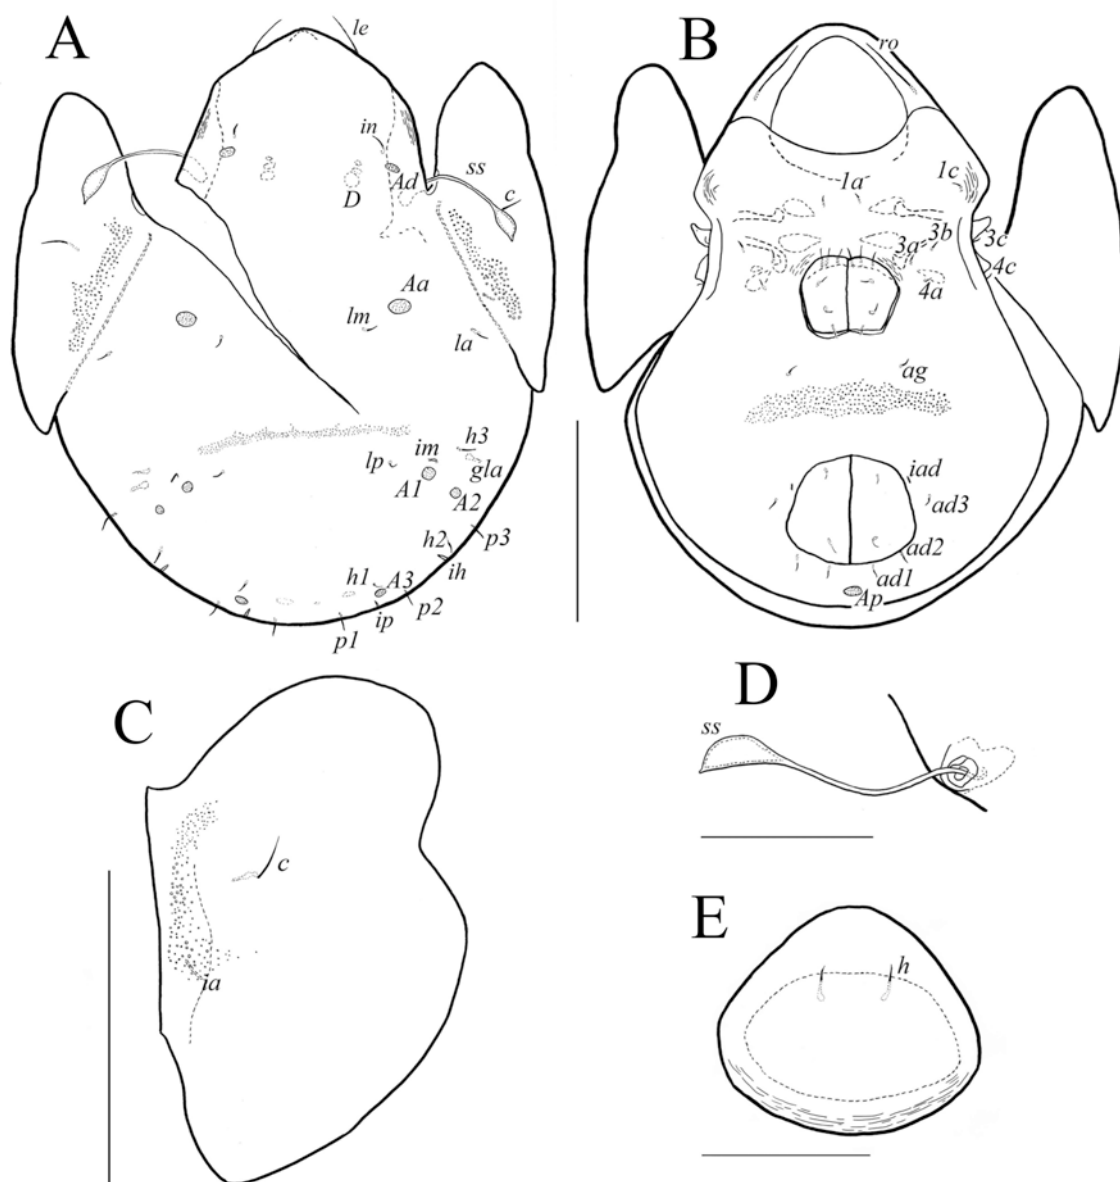 A
le
in
Ad
ss
c
D
Aa
lm
la
h3
lp
im
gla
A1
A2
p3
h2
ih
h1
A3
p2
ip
p1
B
ro
1a
1c
3b
3a
3c
4c
4a
ag
iad
ad3
ad2
ad1
Ap
C
c
ia
D
ss
E
h